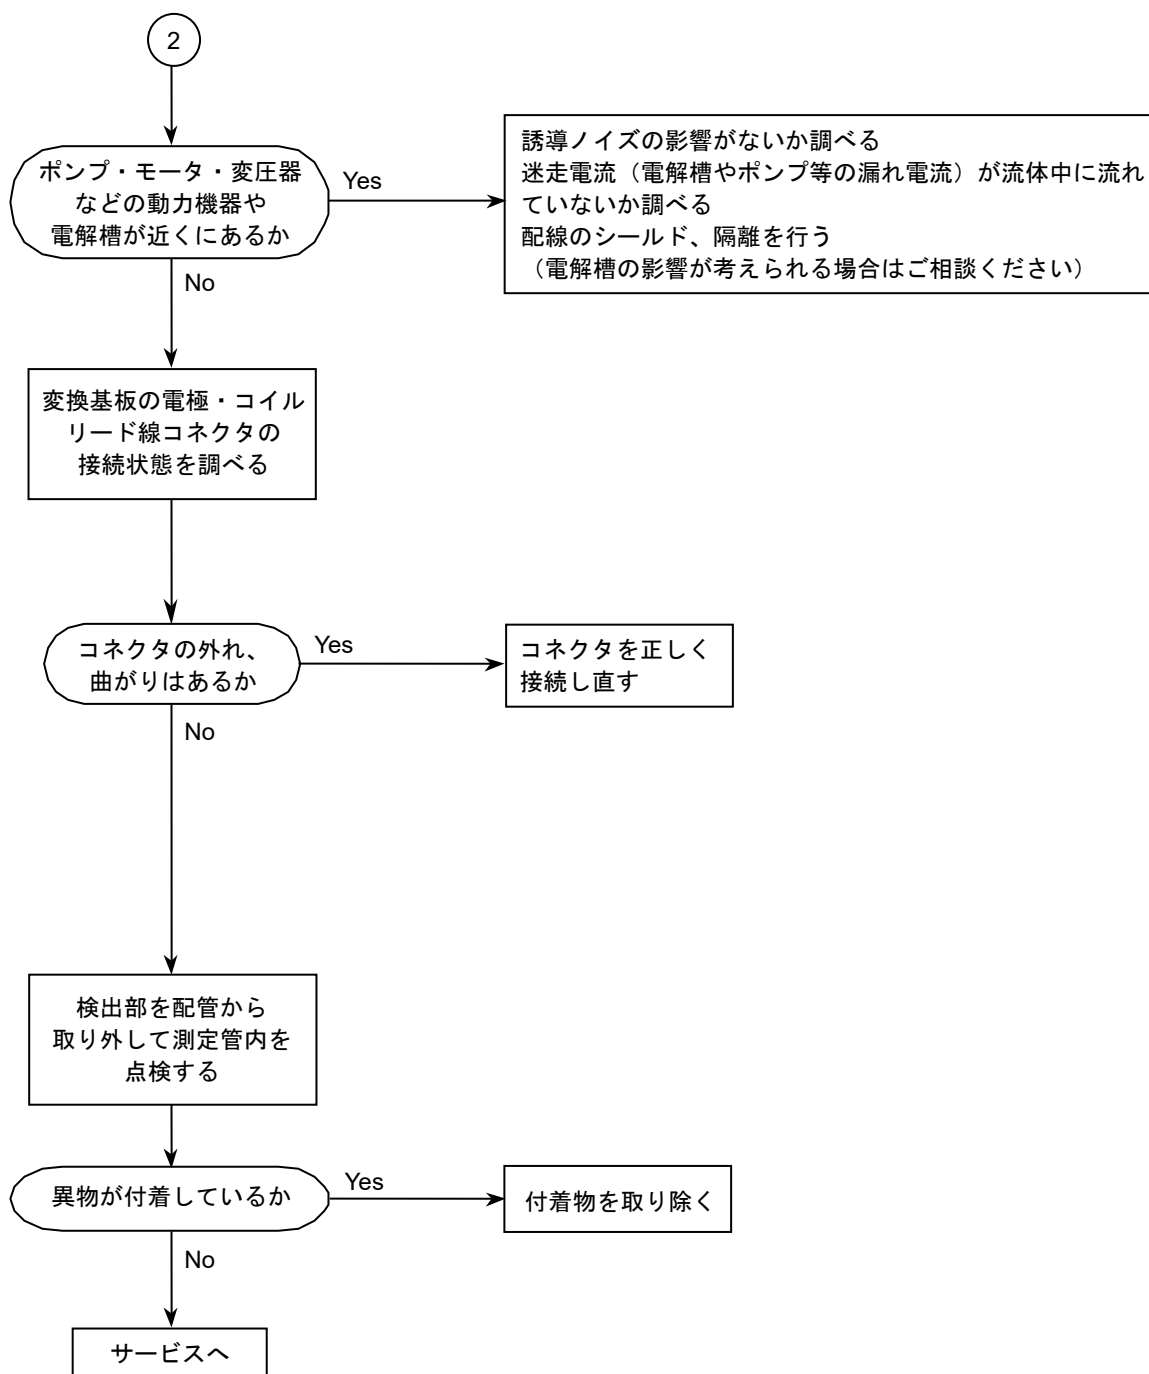 2
ポンプ・モータ・変圧器
などの動力機器や
電解槽が近くにあるか
Yes
誘導ノイズの影響がないか調べる
迷走電流（電解槽やポンプ等の漏れ電流）が流体中に流れ
ていないか調べる
配線のシールド、隔離を行う
（電解槽の影響が考えられる場合はご相談ください）
No
変換基板の電極・コイル
リード線コネクタの
接続状態を調べる
コネクタの外れ、
曲がりはあるか
Yes
コネクタを正しく
接続し直す
No
検出部を配管から
取り外して測定管内を
点検する
異物が付着しているか
Yes
付着物を取り除く
No
サービスへ